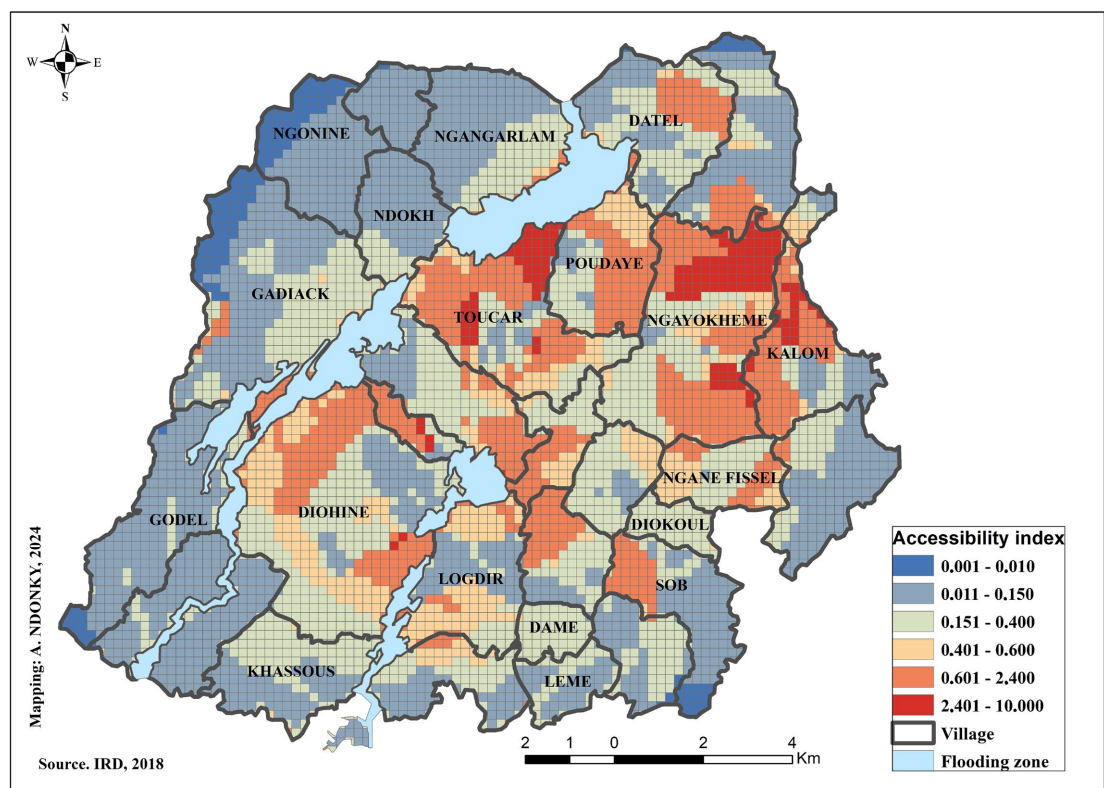 N
W E
S
NGONINE
NGANGARLAM
DATEL
NDOKH
POUDAYE
GADIACK
TOUCAR
NGAYOKHEME
KALOM
NGANE FISSEL
DIOHINE
GODEL
DIOKOUL
LOGDIR
SOB
DAME
KHASSOUS
LEME
Accessibility index
0.001 - 0.010
0.011 - 0.150
0.151 - 0.400
0.401 - 0.600
0.601 - 2,400
2,401 - 10.000
Village
Flooding zone
Mapping: A. NDONKY, 2024
Source. IRD, 2018
2 1 0 2 4
Km